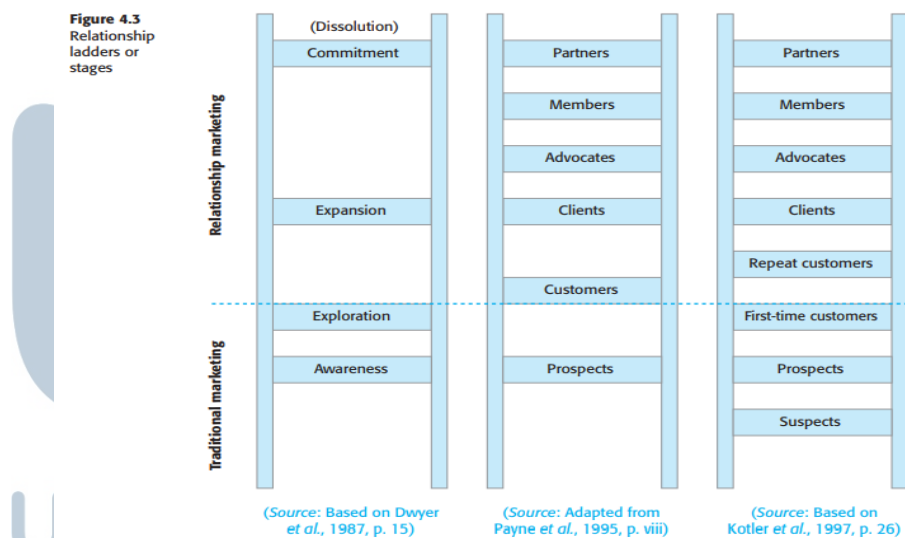 Figure 4.3
Relationship
ladders or
stages
Relationship marketing
Traditional marketing
(Dissolution)
Commitment
Expansion
Exploration
Awareness
(Source: Based on Dwyer
et al., 1987, p. 15)
Partners
Members
Advocates
Clients
Customers
Prospects
(Source: Adapted from
Payne et al., 1995, p. viii)
Partners
Members
Advocates
Clients
Repeat customers
First-time customers
Prospects
Suspects
(Source: Based on
Kotler et al., 1997, p. 26)